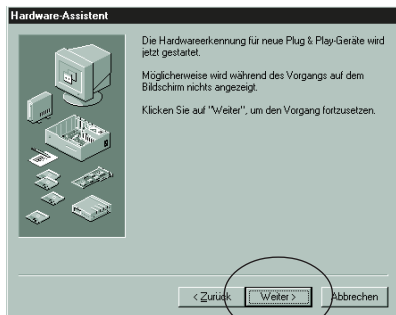 Hardware-Assistent
Die Hardwareerkennung für neue Plug & Play-Geräte wird
jetzt gestartet.
Möglicherweise wird während des Vorgangs auf dem
Bildschirm nichts angezeigt.
Klicken Sie auf "Weiter", um den Vorgang fortzusetzen.
< Zurück Weiter > Abbrechen